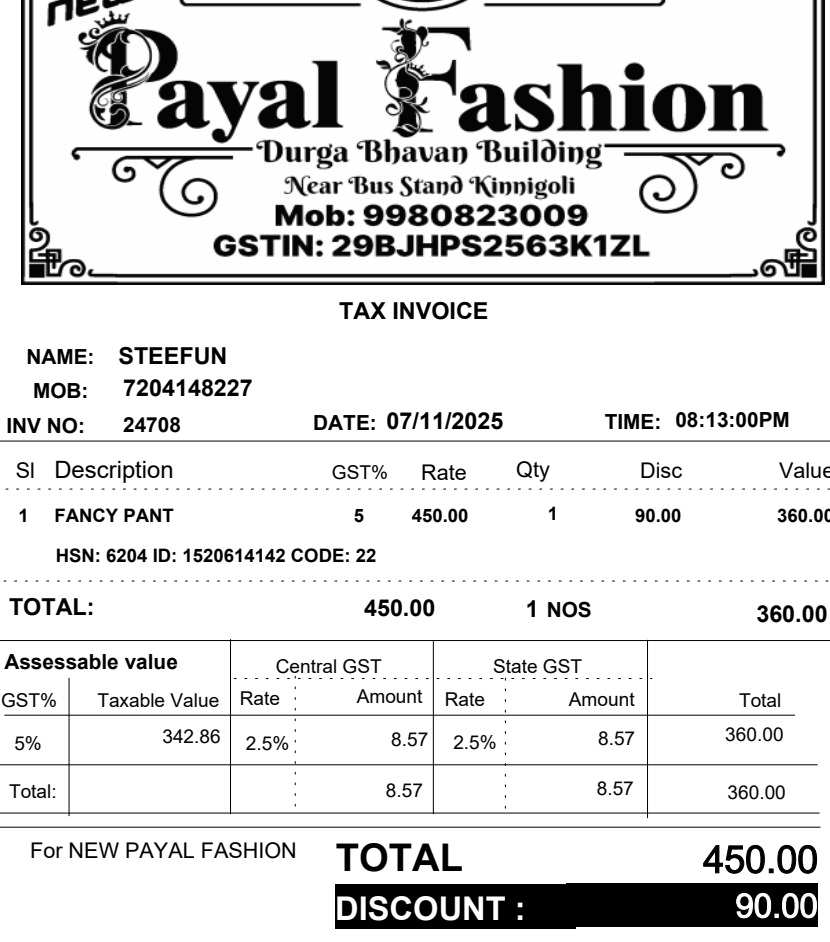 new
Payal Fashion
Durga Bhavan Building
Near Bus Stand Kinnigoli
Mob: 9980823009
GSTIN: 29BJHPS2563K1ZL
TAX INVOICE
NAME: STEEFUN
MOB: 7204148227
INV NO: 24708 DATE: 07/11/2025 TIME: 08:13:00PM
Sl Description GST% Rate Qty Disc Value
1 FANCY PANT 5 450.00 1 90.00 360.00
HSN: 6204 ID: 1520614142 CODE: 22
TOTAL: 450.00 1 NOS 360.00
Assessable value Central GST State GST
GST% Taxable Value Rate Amount Rate Amount Total
5% 342.86 2.5% 8.57 2.5% 8.57 360.00
Total: 8.57 8.57 360.00
For NEW PAYAL FASHION TOTAL 450.00
DISCOUNT : 90.00